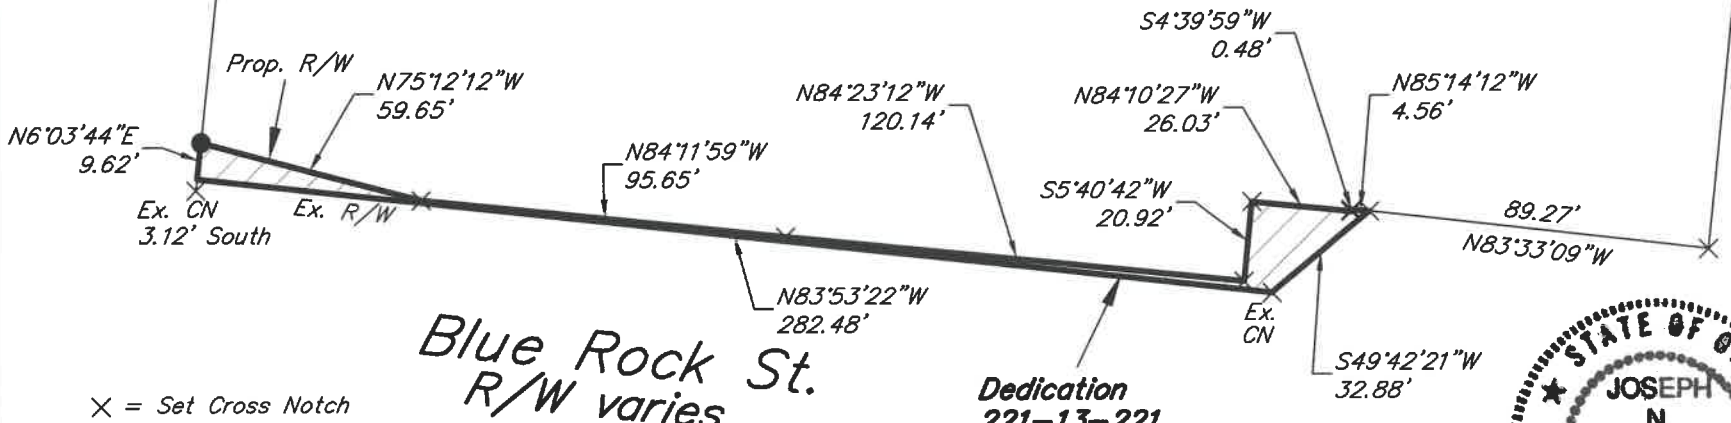 S4°39'59"W
0.48'
Prop. R/W
N75°12'12"W
59.65'
N84°23'12"W
120.14'
N84°10'27"W
26.03'
N85°14'12"W
4.56'
N6°03'44"E
9.62'
N84°11'59"W
95.65'
S5°40'42"W
20.92'
89.27'
N83°33'09"W
Ex. CN
3.12' South
Ex. R/W
N83°53'22"W
282.48'
Ex.
CN
S49°42'21"W
32.88'
Blue Rock St.
R/W varies
Dedication
221-13-221
X = Set Cross Notch
STATE OF
JOSEPH
N